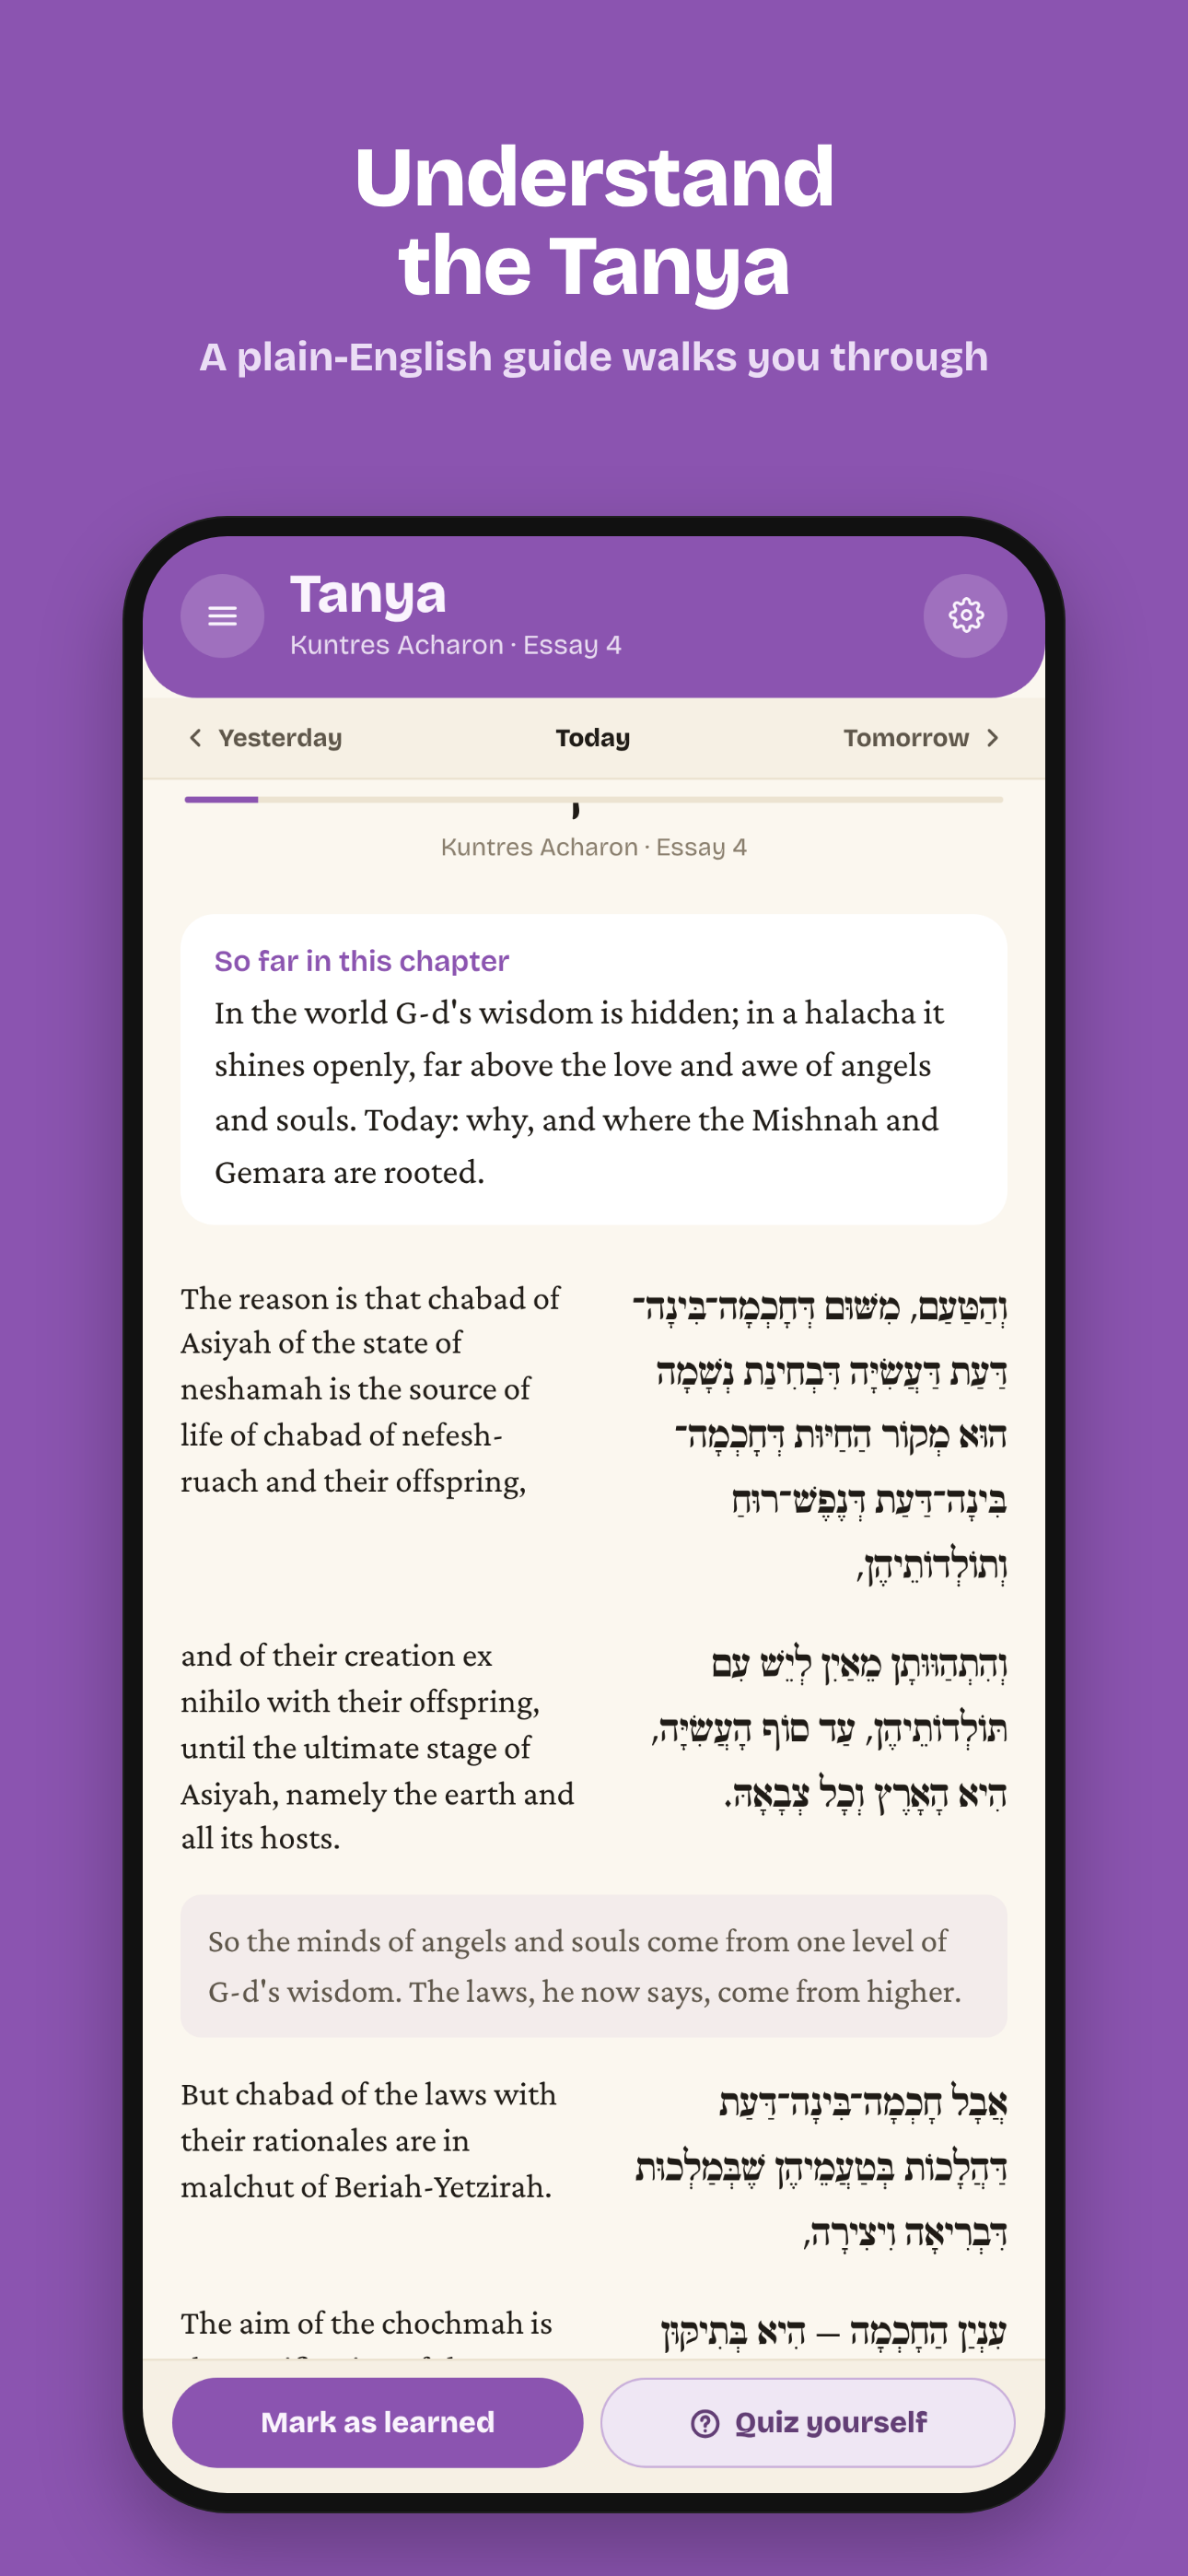 Understand
the Tanya
A plain-English guide walks you through
Tanya
Kuntres Acharon · Essay 4
Yesterday
Today
Tomorrow
Kuntres Acharon · Essay 4
So far in this chapter
In the world G-d's wisdom is hidden; in a halacha it
shines openly, far above the love and awe of angels
and souls. Today: why, and where the Mishnah and
Gemara are rooted.
The reason is that chabad of
Asiyah of the state of
neshamah is the source of
life of chabad of nefesh-
ruach and their offspring,
וְהַטַּעַם, מִשּׁוּם דְּחָכְמָה־בִּינָה־
דַּעַת דַּעֲשִׂיָּה דִּבְחִינַת נְשָׁמָה
הוּא מְקוֹר הַחַיּוּת דְּחָכְמָה־
בִּינָה־דַּעַת דְּנֶפֶשׁ־רוּחַ
וְתוֹלְדוֹתֵיהֶן,
and of their creation ex
nihilo with their offspring,
until the ultimate stage of
Asiyah, namely the earth and
all its hosts.
וְהִתְהַוּוּתָן מֵאַיִן לְיֵשׁ עִם
תּוֹלְדוֹתֵיהֶן, עַד סוֹף הָעֲשִׂיָּה,
הִיא הָאָרֶץ וְכָל צְבָאָהּ.
So the minds of angels and souls come from one level of
G-d's wisdom. The laws, he now says, come from higher.
But chabad of the laws with
their rationales are in
malchut of Beriah-Yetzirah.
אֲבָל חָכְמָה־בִּינָה־דַּעַת
דַּהֲלָכוֹת בְּטַעֲמֵיהֶן שֶׁבְּמַלְכוּת
דִּבְרִיאָה וִיצִירָה,
The aim of the chochmah is
עִנְיַן הַחָכְמָה – הִיא בְּתִיקּוּן
Mark as learned
Quiz yourself